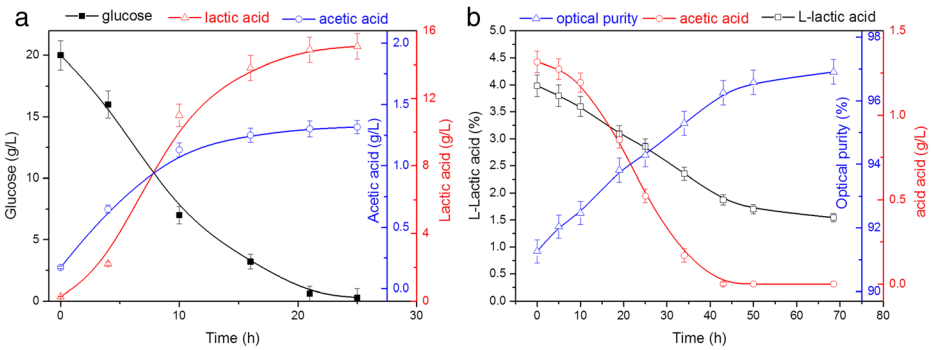 a
glucose
lactic acid
acetic acid
Glucose (g/L)
20
15
10
5
0
0
10
20
30
Time (h)
Acetic acid (g/L)
2.0
1.5
1.0
0.5
0.0
Lactic acid (g/L)
16
8
b
optical purity
acetic acid
L-lactic acid
L-Lactic acid (%)
5.0
4.5
4.0
3.5
3.0
2.5
2.0
1.5
1.0
0.5
0.0
0
10
20
30
40
50
60
70
80
Time (h)
Optical purity (%)
98
96
94
92
90
acid acid (g/L)
1.5
1.0
0.5
0.0